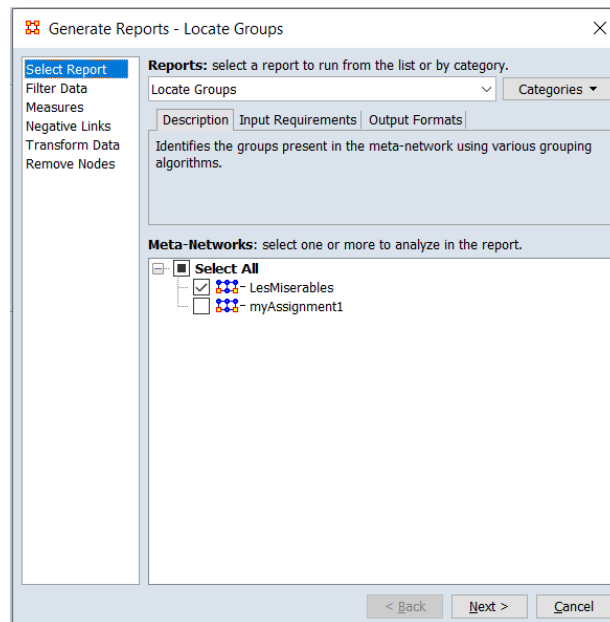 Generate Reports - Locate Groups
Select Report
Filter Data
Measures
Negative Links
Transform Data
Remove Nodes
Reports: select a report to run from the list or by category.
Locate Groups
Categories
Description Input Requirements Output Formats
Identifies the groups present in the meta-network using various grouping
algorithms.
Meta-Networks: select one or more to analyze in the report.
Select All
LesMiserables
myAssignment1
< Back Next > Cancel